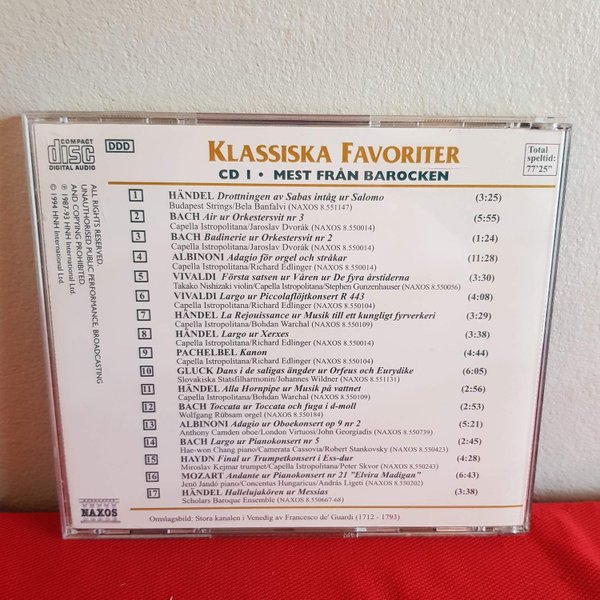 COMPACT
disc
DIGITAL AUDIO
DDD
KLASSISKA FAVORITER
CD 1 • MEST FRÅN BAROCKEN
Total
speltid:
77'25"
1 HÄNDEL Drottningen av Sabas intåg ur Salomo (3:25)
Budapest Strings/Bela Banfalvi (NAXOS 8.551147)
2 BACH Air ur Orkestersvit nr 3 (5:55)
Capella Istropolitana/Jaroslav Dvorák (NAXOS 8.550014)
3 BACH Badinerie ur Orkestersvit nr 2 (1:24)
Capella Istropolitana/Jaroslav Dvorák (NAXOS 8.550014)
4 ALBINONI Adagio för orgel och stråkar (11:28)
Capella Istropolitana/Richard Edlinger (NAXOS 8.550014)
5 VIVALDI Första satsen ur Våren ur De fyra årstiderna (3:30)
Takako Nishizaki violin/Capella Istropolitana/Stephen Gunzenhauser (NAXOS 8.550056)
6 VIVALDI Largo ur Piccolaflöjtkonsert R 443 (4:08)
Capella Istropolitana/Richard Edlinger (NAXOS 8.550104)
7 HÄNDEL La Rejouissance ur Musik till ett kungligt fyrverkeri (3:29)
Capella Istropolitana/Bohdan Warchal (NAXOS 8.550109)
8 HÄNDEL Largo ur Xerxes (3:38)
Capella Istropolitana/Richard Edlinger (NAXOS 8.550104)
9 PACHELBEL Kanon (4:44)
Capella Istropolitana/Richard Edlinger (NAXOS 8.550104)
10 GLUCK Dans i de saligas ängder ur Orfeus och Eurydike (6:05)
Slovakiska Statsfilharmonin/Johannes Wildner (NAXOS 8.551131)
11 HÄNDEL Alla Hornpipe ur Musik på vattnet (2:56)
Capella Istropolitana/Bohdan Warchal (NAXOS 8.550109)
12 BACH Toccata ur Toccata och fuga i d-moll (2:53)
Wolfgang Rübsam orgel (NAXOS 8.550184)
13 ALBINONI Adagio ur Oboekonsert op 9 nr 2 (5:21)
Anthony Camden oboe/London Virtuosi/John Georgiadis (NAXOS 8.550739)
14 BACH Largo ur Pianokonsert nr 5 (2:45)
Hae-won Chang piano/Camerata Cassovia/Robert Stankovsky (NAXOS 8.550423)
15 HAYDN Final ur Trumpetkonsert i Ess-dur (4:28)
Miroslav Kejmar trumpet/Capella Istropolitana/Peter Skvor (NAXOS 8.550243)
16 MOZART Andante ur Pianokonsert nr 21 "Elvira Madigan" (6:43)
Jenö Jandó piano/Concentus Hungaricus/András Ligeti (NAXOS 8.550202)
17 HÄNDEL Hallelujakören ur Messias (3:38)
Scholars Baroque Ensemble (NAXOS 8.550667-68)
Omslagsbild: Stora kanalen i Venedig av Francesco de' Guardi (1712 - 1793)
ALL RIGHTS RESERVED.
UNAUTHORISED PUBLIC PERFORMANCE, BROADCASTING
AND COPYING PROHIBITED.
℗ 1987-93 HNH International Ltd.
© 1994 HNH International Ltd.
NAXOS